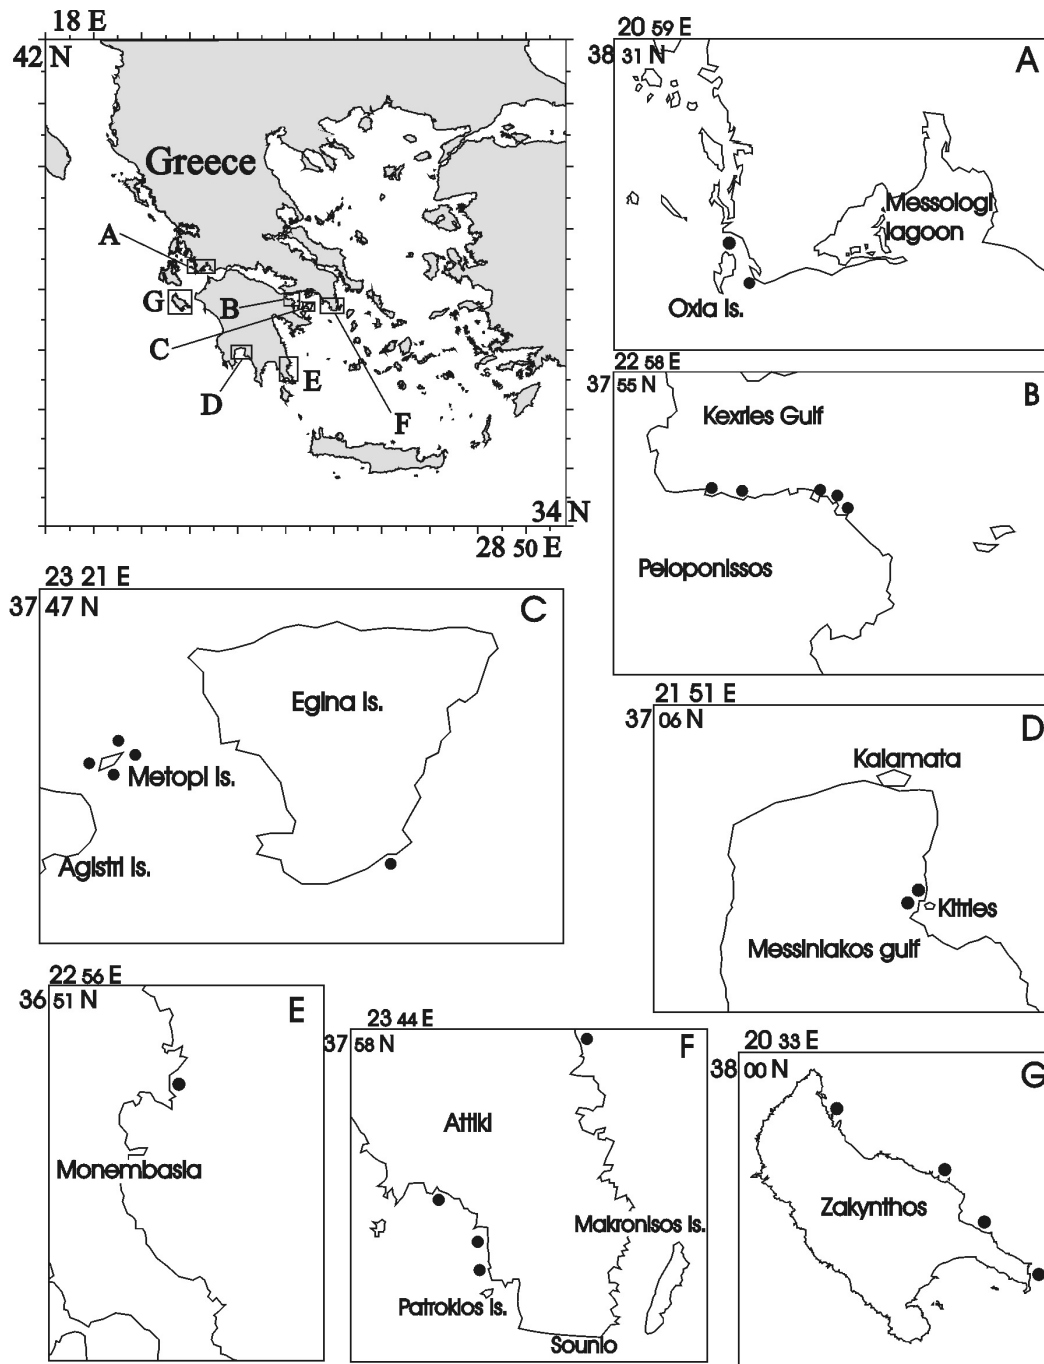 18 E
42 N
Greece
A
G
B
C
D
E
F
34 N
28 50 E
20 59 E
38 31 N
A
Messologi
lagoon
Oxia Is.
22 58 E
37 55 N
B
Kexries Gulf
Peloponissos
23 21 E
37 47 N
C
Egina Is.
Metopi Is.
Agistri Is.
21 51 E
37 06 N
D
Kalamata
Kitries
Messiniakos gulf
22 56 E
36 51 N
E
Monembasia
23 44 E
37 58 N
F
Attiki
Makronisos Is.
Patroklos Is.
Sounio
20 33 E
38 00 N
G
Zakynthos